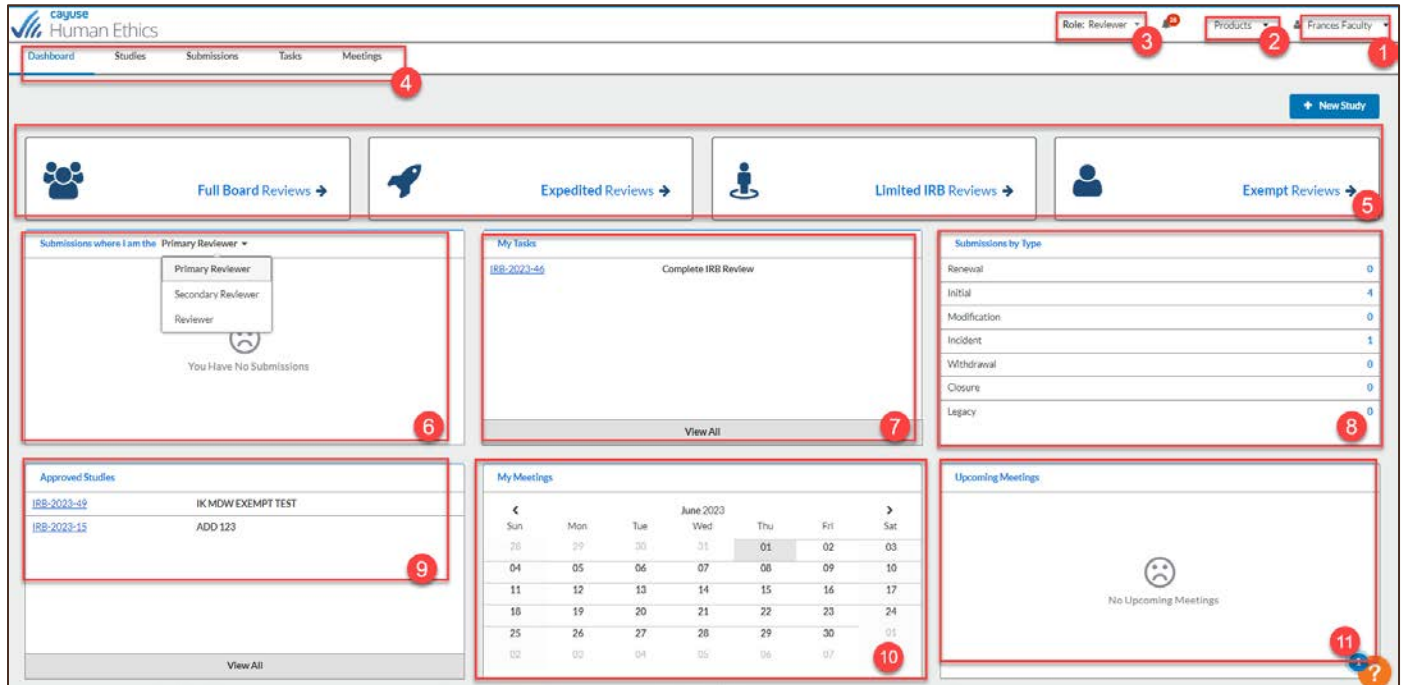 cayuse
Human Ethics
Role: Reviewer
3
Products
2
Frances Faculty
1
Dashboard Studies Submissions Tasks Meetings
4
+ New Study
Full Board Reviews →
Expedited Reviews →
Limited IRB Reviews →
Exempt Reviews →
5
Submissions where I am the Primary Reviewer
Primary Reviewer
Secondary Reviewer
Reviewer
You Have No Submissions
6
My Tasks
IRB-2023-46 Complete IRB Review
View All
7
Submissions by Type
Renewal 0
Initial 4
Modification 0
Incident 1
Withdrawal 0
Closure 0
Legacy 0
8
Approved Studies
IRB-2023-49 IK MDW EXEMPT TEST
IRB-2023-15 ADD 123
9
View All
My Meetings
June 2023
Sun Mon Tue Wed Thu Fri Sat
28 29 30 31 01 02 03
04 05 06 07 08 09 10
11 12 13 14 15 16 17
18 19 20 21 22 23 24
25 26 27 28 29 30 01
02 03 04 05 06 07
10
Upcoming Meetings
No Upcoming Meetings
11
?